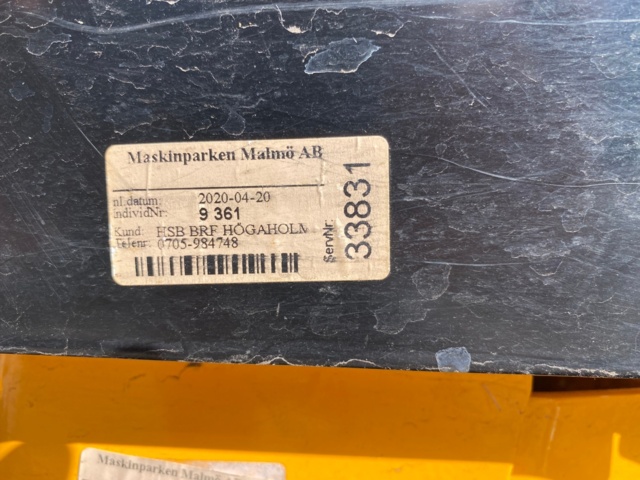 Maskinparken Malmö AB
nl.datum: 2020-04-20
individNr: 9 361
Kund: HSB BRF HÖGAHOLM
Telenr: 0705-984748
ServNr: 33831
Maskinparken Malmö